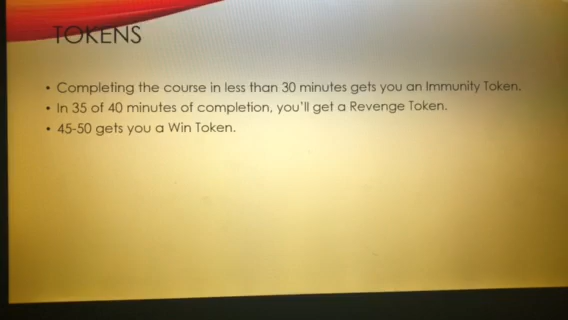 TOKENS
• Completing the course in less than 30 minutes gets you an Immunity Token.
• In 35 of 40 minutes of completion, you'll get a Revenge Token.
• 45-50 gets you a Win Token.